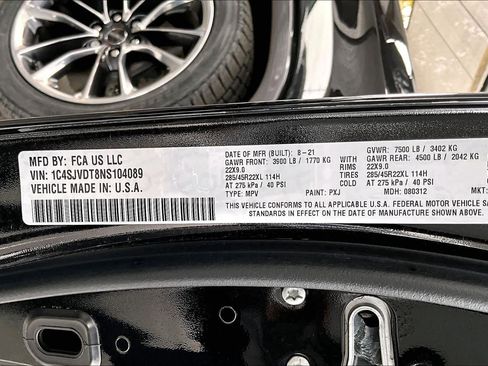 MFD BY: FCA US LLC
VIN: 1C4SJVDT8NS104089
VEHICLE MADE IN: U.S.A.
DATE OF MFR (BUILT): 8-21 GVWR: 7500 LB / 3402 KG
GAWR FRONT: 3900 LB / 1770 KG GAWR REAR: 4500 LB / 2042 KG
22X9.0 22X9.0
285/45R22XL 114H TIRES 285/45R22XL 114H
AT 275 kPa / 40 PSI AT 275 kPa / 40 PSI
TYPE: MPV PAINT: PXJ MDH: 080312 MKT:
THIS VEHICLE CONFORMS TO ALL APPLICABLE U.S.A. FEDERAL MOTOR VEHICLE SAFETY
STANDARDS IN EFFECT ON THE DATE OF MANUFACTURE SHOWN ABOVE.